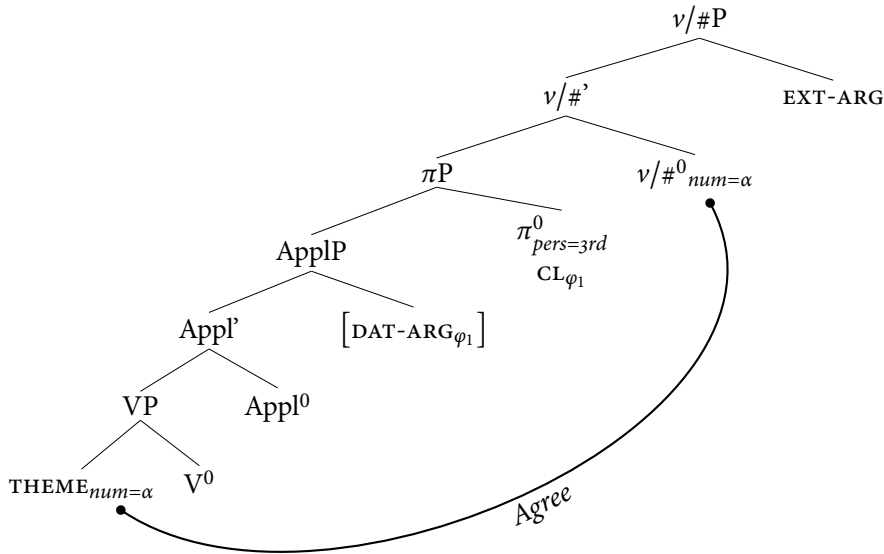 ν/#P
ν/#’ EXT-ARG
πP ν/#⁰num=α
ApplP π⁰pers=3rd
CLφ1
Appl’ [DAT-ARGφ1]
VP Appl⁰
THEMEnum=α V⁰
Agree